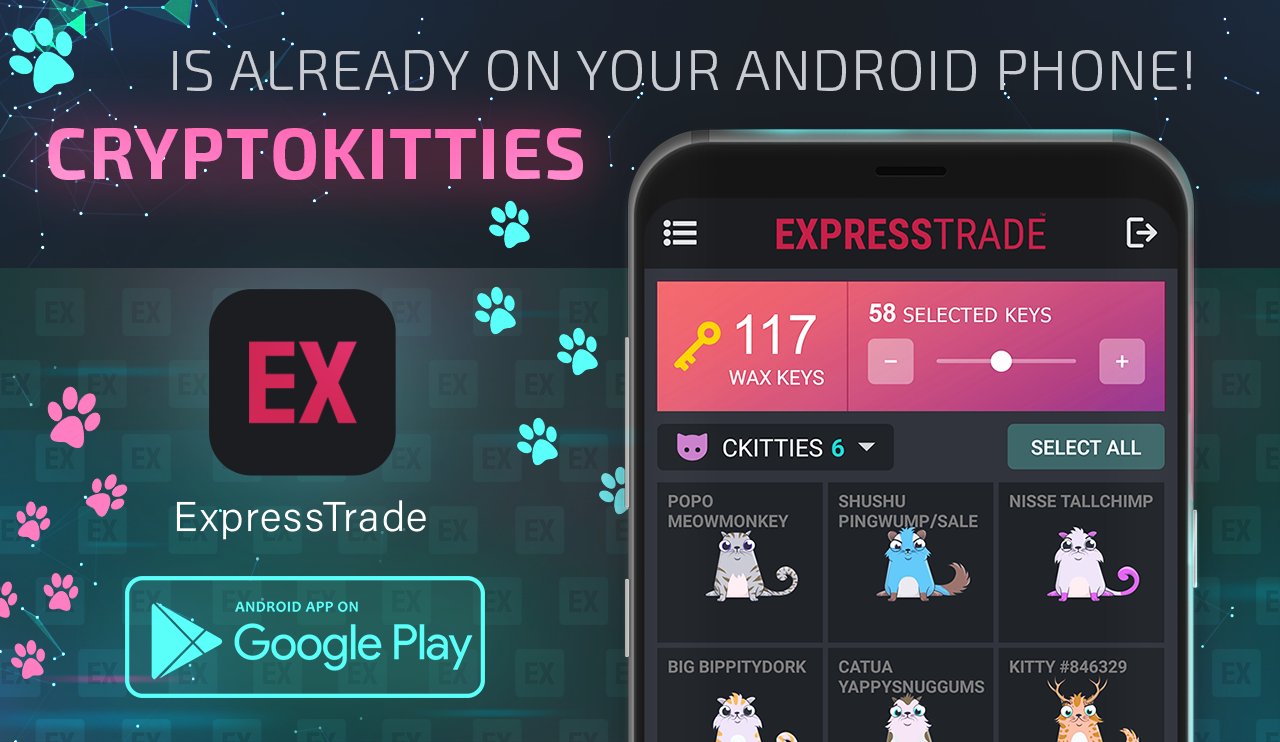 IS ALREADY ON YOUR ANDROID PHONE!
CRYPTOKITTIES
EX
ExpressTrade
ANDROID APP ON
Google Play
EXPRESSTRADE™
117
WAX KEYS
58 SELECTED KEYS
−
+
CKITTIES 6
SELECT ALL
POPO
MEOWMONKEY
SHUSHU
PINGWUMP/SALE
NISSE TALLCHIMP
BIG BIPPITYDORK
CATUA
YAPPYSNUGGUMS
KITTY #846329